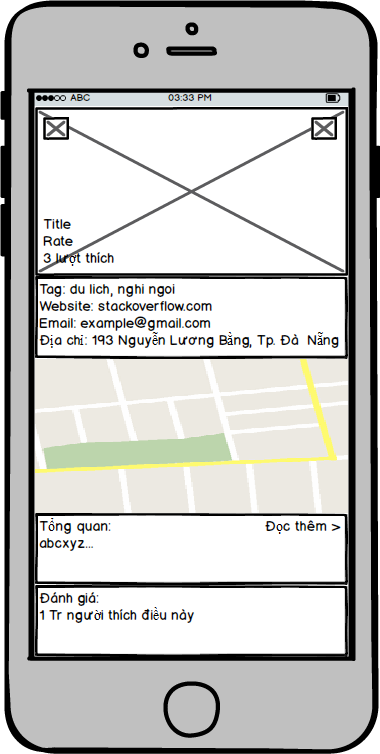 ABC 03:33 PM
Title
Rate
3 lượt thích
Tag: du lich, nghi ngoi
Website: stackoverflow.com
Email: example@gmail.com
Địa chỉ: 193 Nguyễn Lương Bằng, Tp. Đà Nẵng
Tổng quan: Đọc thêm >
abcxyz...
Đánh giá:
1 Tr người thích điều này